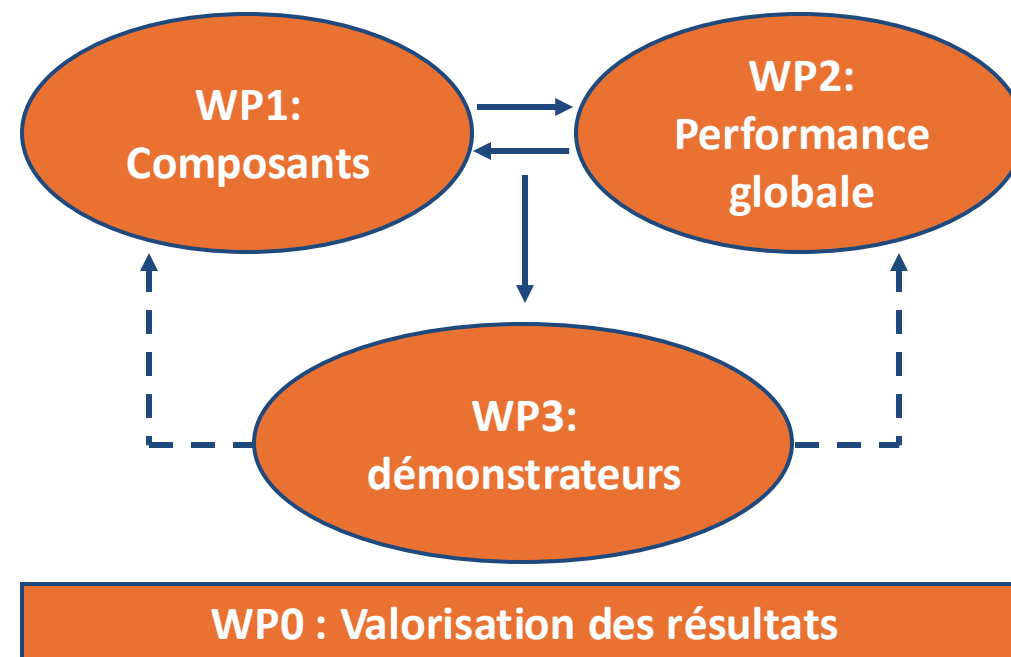 WP1:
Composants
WP2:
Performance
globale
WP3:
démonstrateurs
WP0 : Valorisation des résultats